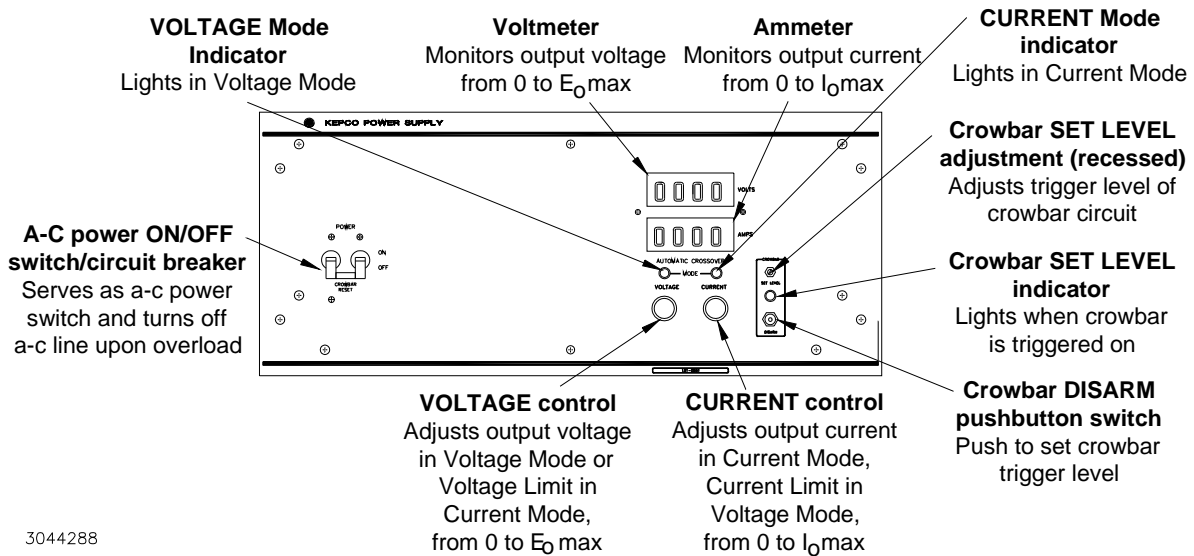 VOLTAGE Mode
Indicator
Lights in Voltage Mode
Voltmeter
Monitors output voltage
from 0 to Eomax
Ammeter
Monitors output current
from 0 to Iomax
CURRENT Mode
indicator
Lights in Current Mode
KEPCO POWER SUPPLY
Crowbar SET LEVEL
adjustment (recessed)
Adjusts trigger level of
crowbar circuit
VOLTS
AMPS
A-C power ON/OFF
switch/circuit breaker
Serves as a-c power
switch and turns off
a-c line upon overload
POWER
ON
OFF
CROWBAR
RESET
AUTOMATIC CROSSOVER
MODE
VOLTAGE
CURRENT
CROWBAR
SET LEVEL
Crowbar SET LEVEL
indicator
Lights when crowbar
is triggered on
Crowbar DISARM
pushbutton switch
Push to set crowbar
trigger level
VOLTAGE control
Adjusts output voltage
in Voltage Mode or
Voltage Limit in
Current Mode,
from 0 to Eo max
CURRENT control
Adjusts output current
in Current Mode,
Current Limit in
Voltage Mode,
from 0 to Iomax
3044288